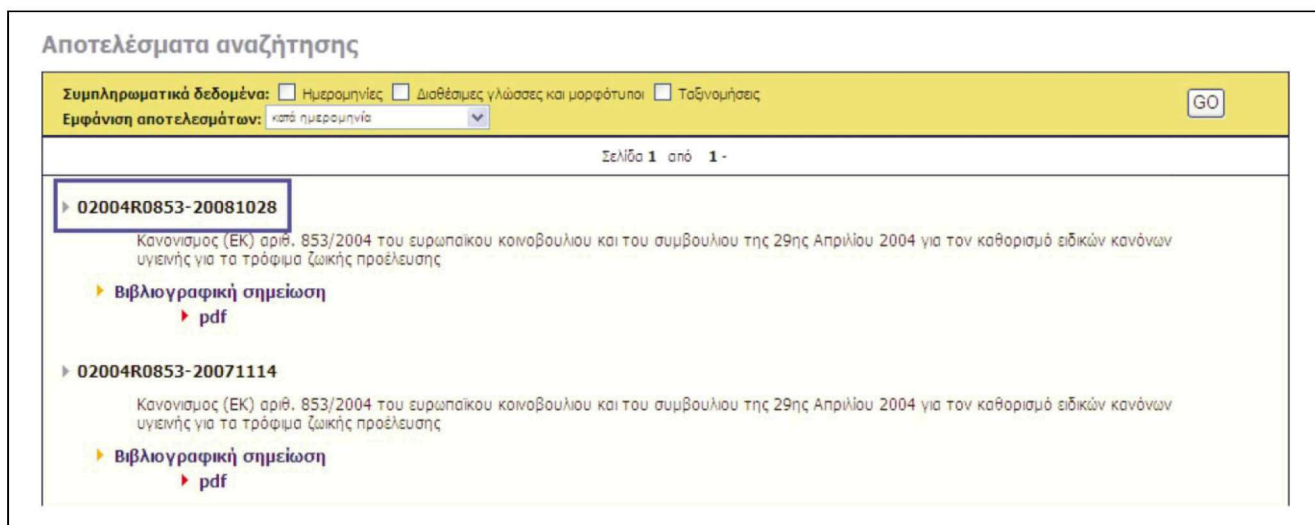 Αποτελέσματα αναζήτησης
Συμπληρωματικά δεδομένα: Ημερομηνίες Διαθέσιμες γλώσσες και μορφότυποι Ταξινομήσεις
GO
Εμφάνιση αποτελεσμάτων: κατά ημερομηνία
Σελίδα 1 από 1 -
02004R0853-20081028
Κανονισμος (ΕΚ) αριθ. 853/2004 του ευρωπαϊκου κοινοβουλιου και του συμβουλιου της 29ης Απριλίου 2004 για τον καθορισμό ειδικών κανόνων
υγιεινής για τα τρόφιμα ζωικής προέλευσης
Βιβλιογραφική σημείωση
pdf
02004R0853-20071114
Κανονισμος (ΕΚ) αριθ. 853/2004 του ευρωπαϊκου κοινοβουλιου και του συμβουλιου της 29ης Απριλίου 2004 για τον καθορισμό ειδικών κανόνων
υγιεινής για τα τρόφιμα ζωικής προέλευσης
Βιβλιογραφική σημείωση
pdf